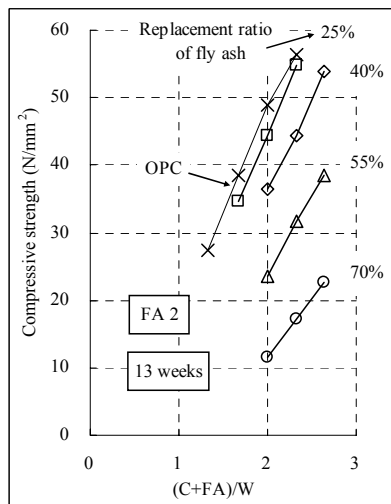 Replacement ratio
of fly ash
25%
40%
55%
70%
OPC
FA 2
13 weeks
Compressive strength (N/mm²)
60
50
40
30
20
10
0
0
1
2
3
(C+FA)/W